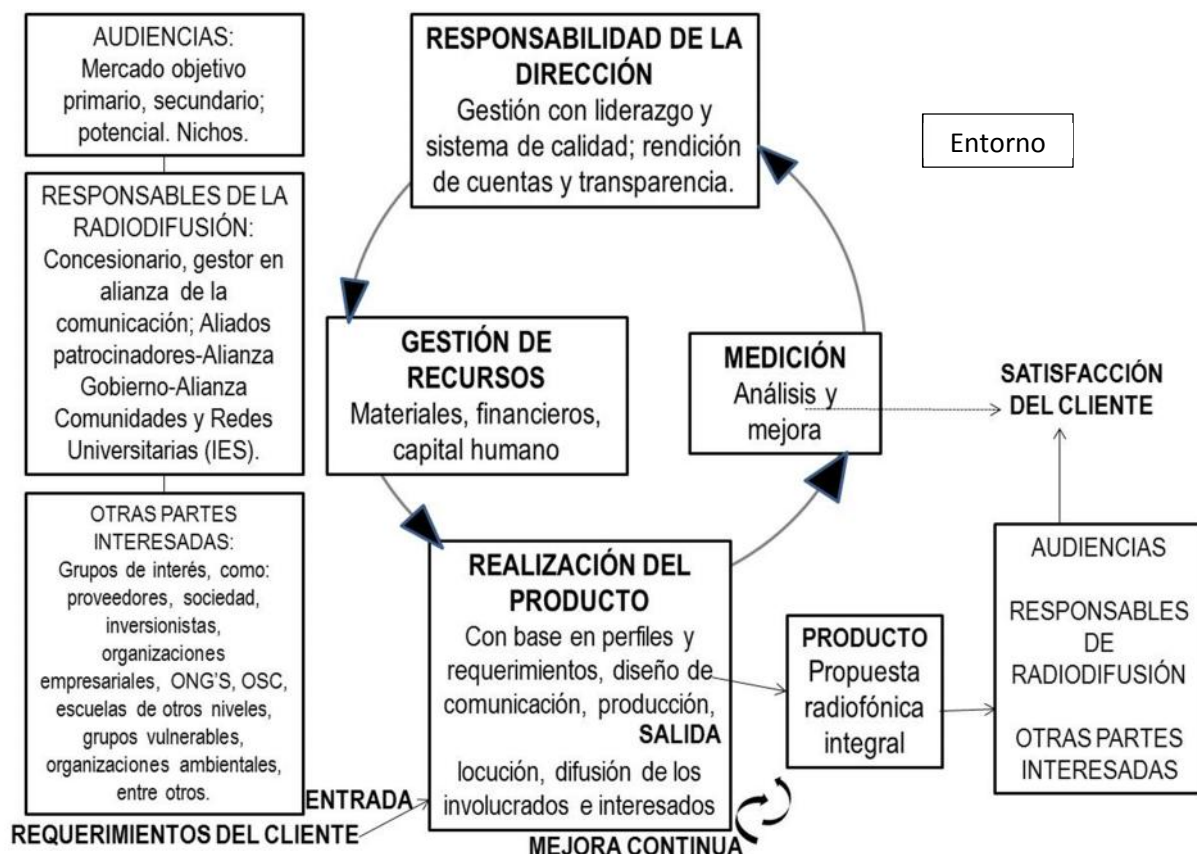 AUDIENCIAS:
Mercado objetivo
primario, secundario;
potencial. Nichos.
RESPONSABLES DE LA
RADIODIFUSIÓN:
Concesionario, gestor en
alianza de la
comunicación; Aliados
patrocinadores-Alianza
Gobierno-Alianza
Comunidades y Redes
Universitarias (IES).
OTRAS PARTES
INTERESADAS:
Grupos de interés, como:
proveedores, sociedad,
inversionistas,
organizaciones
empresariales, ONG'S, OSC,
escuelas de otros niveles,
grupos vulnerables,
organizaciones ambientales,
entre otros.
ENTRADA
REQUERIMIENTOS DEL CLIENTE
RESPONSABILIDAD DE LA
DIRECCIÓN
Gestión con liderazgo y
sistema de calidad; rendición
de cuentas y transparencia.
Entorno
GESTIÓN DE
RECURSOS
Materiales, financieros,
capital humano
MEDICIÓN
Análisis y
mejora
SATISFACCIÓN
DEL CLIENTE
REALIZACIÓN DEL
PRODUCTO
Con base en perfiles y
requerimientos, diseño de
comunicación, producción,
SALIDA
locución, difusión de los
involucrados e interesados
MEJORA CONTINUA
PRODUCTO
Propuesta
radiofónica
integral
AUDIENCIAS
RESPONSABLES
DE
RADIODIFUSIÓN
OTRAS PARTES
INTERESADAS